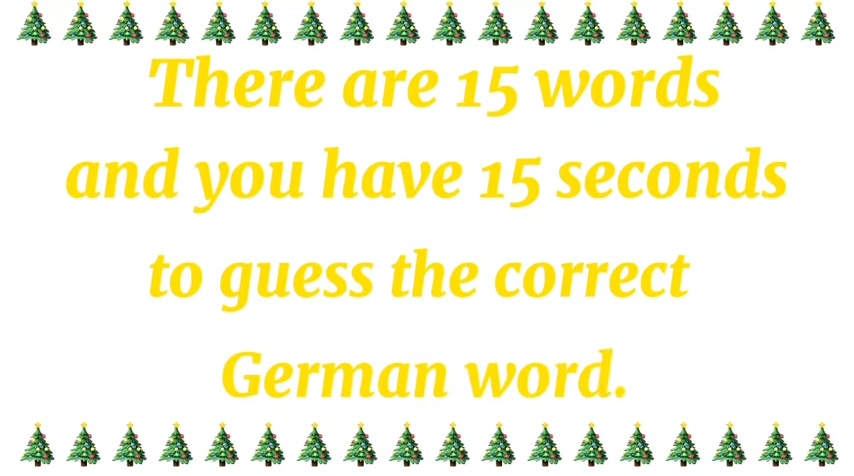 There are 15 words
and you have 15 seconds
to guess the correct
German word.